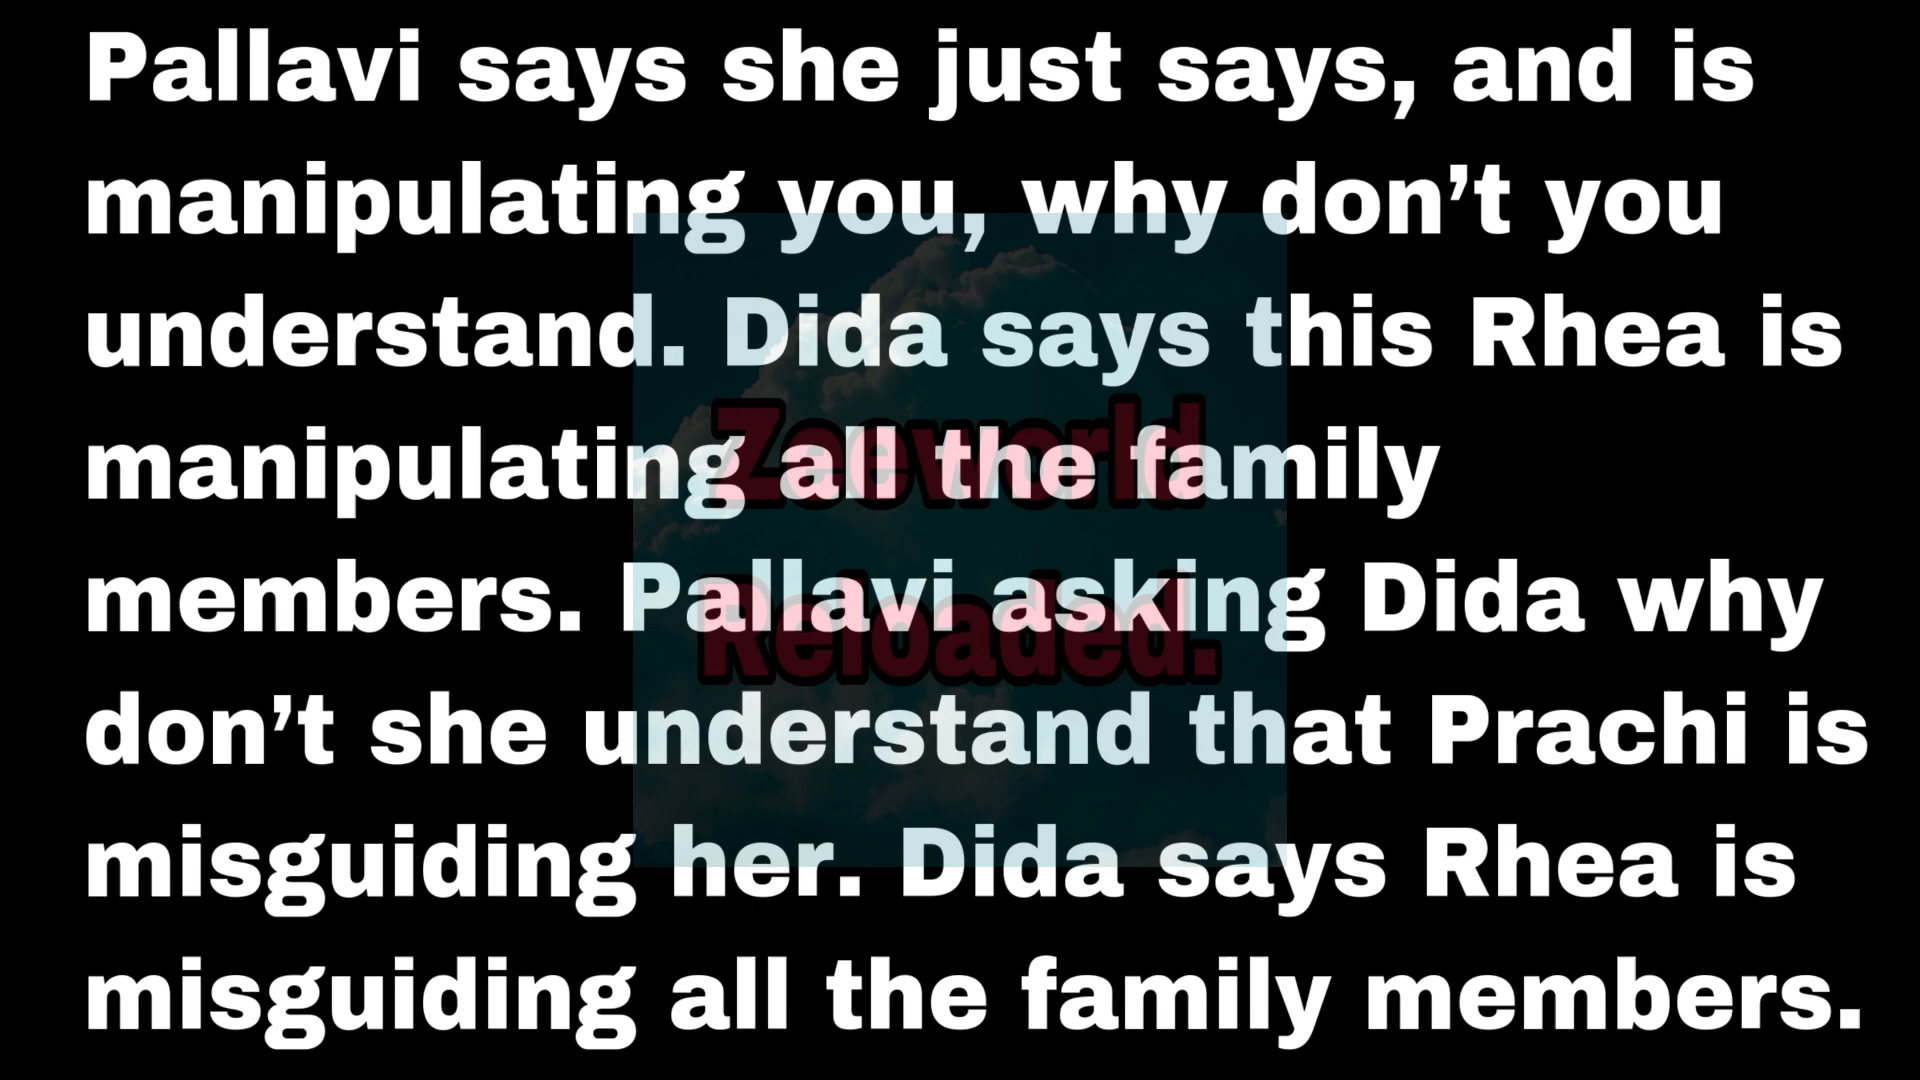 Pallavi says she just says, and is
manipulating you, why don’t you
understand. Dida says this Rhea is
manipulating all the family
members. Pallavi asking Dida why
don’t she understand that Prachi is
misguiding her. Dida says Rhea is
misguiding all the family members.
Zeeworld
Reloaded.